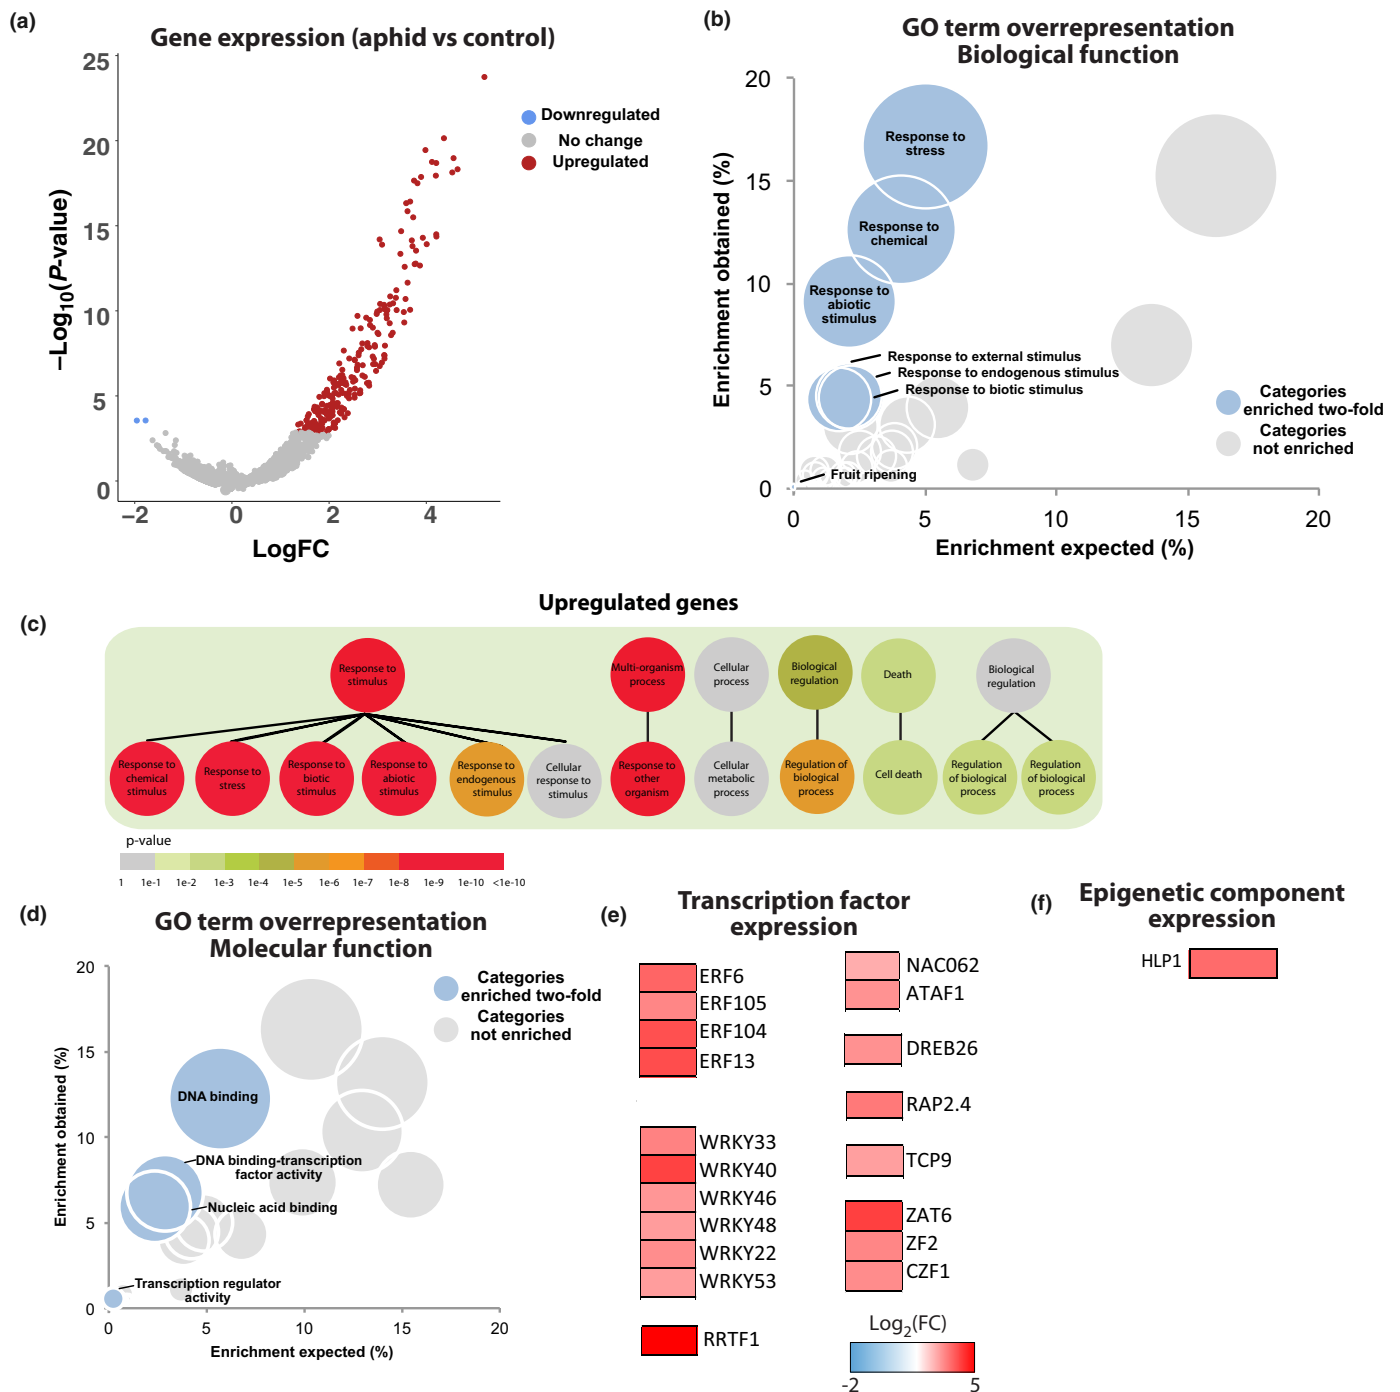 (a)
Gene expression (aphid vs control)
25
20
15
10
5
0
−2
0
2
4
−Log10(P-value)
LogFC
Downregulated
No change
Upregulated
(b)
GO term overrepresentation
Biological function
20
15
10
5
0
0
5
10
15
20
Enrichment obtained (%)
Enrichment expected (%)
Response to
stress
Response to
chemical
Response to
abiotic
stimulus
Response to external stimulus
Response to endogenous stimulus
Response to biotic stimulus
Fruit ripening
Categories
enriched two-fold
Categories
not enriched
(c)
Upregulated genes
Response to
stimulus
Multi-organism
process
Cellular
process
Biological
regulation
Death
Biological
regulation
Response to
chemical
stimulus
Response to
stress
Response to
biotic
stimulus
Response to
abiotic
stimulus
Response to
endogenous
stimulus
Cellular
response to
stimulus
Response to
other
organism
Cellular
metabolic
process
Regulation of
biological
process
Cell death
Regulation
of biological
process
Regulation
of biological
process
p-value
1 1e-1 1e-2 1e-3 1e-4 1e-5 1e-6 1e-7 1e-8 1e-9 1e-10 <1e-10
(d)
GO term overrepresentation
Molecular function
20
15
10
5
0
0
5
10
15
20
Enrichment obtained (%)
Enrichment expected (%)
Categories
enriched two-fold
Categories
not enriched
DNA binding
DNA binding-transcription
factor activity
Nucleic acid binding
Transcription regulator
activity
(e)
Transcription factor
expression
ERF6
ERF105
ERF104
ERF13
WRKY33
WRKY40
WRKY46
WRKY48
WRKY22
WRKY53
RRTF1
NAC062
ATAF1
DREB26
RAP2.4
TCP9
ZAT6
ZF2
CZF1
Log2(FC)
-2
5
(f)
Epigenetic component
expression
HLP1